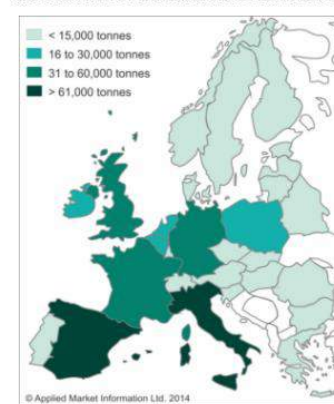 < 15,000 tonnes
16 to 30,000 tonnes
31 to 60,000 tonnes
> 61,000 tonnes
© Applied Market Information Ltd. 2014